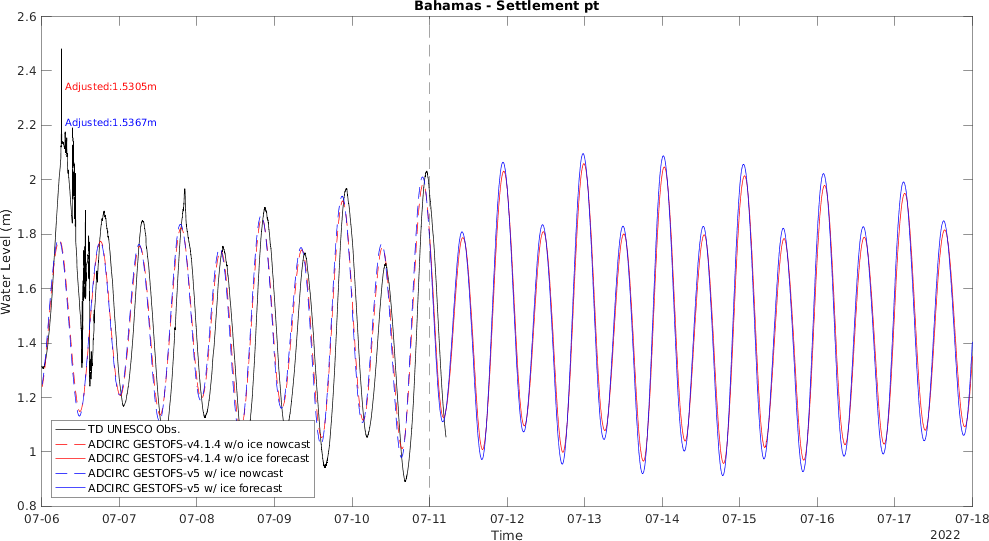 Bahamas - Settlement pt
2.6
2.4
2.2
2
1.8
1.6
1.4
1.2
1
0.8
Water Level (m)
Adjusted:1.5305m
Adjusted:1.5367m
TD UNESCO Obs.
ADCIRC GESTOFS-v4.1.4 w/o ice nowcast
ADCIRC GESTOFS-v4.1.4 w/o ice forecast
ADCIRC GESTOFS-v5 w/ ice nowcast
ADCIRC GESTOFS-v5 w/ ice forecast
07-06 07-07 07-08 07-09 07-10 07-11 07-12 07-13 07-14 07-15 07-16 07-17 07-18
Time
2022